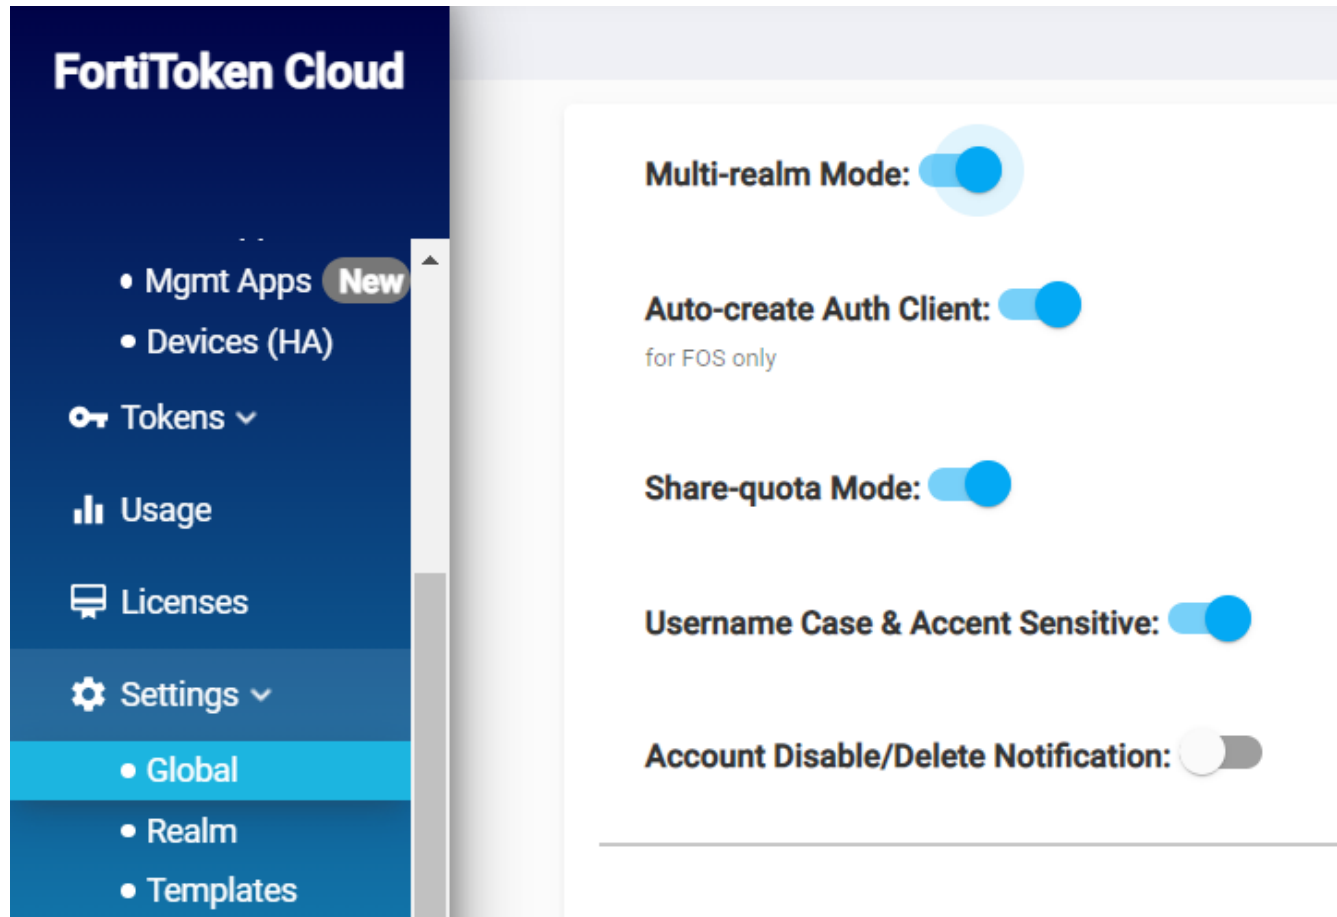 FortiToken Cloud
Mgmt Apps New
Devices (HA)
Tokens
Usage
Licenses
Settings
Global
Realm
Templates
Multi-realm Mode:
Auto-create Auth Client:
for FOS only
Share-quota Mode:
Username Case & Accent Sensitive:
Account Disable/Delete Notification: